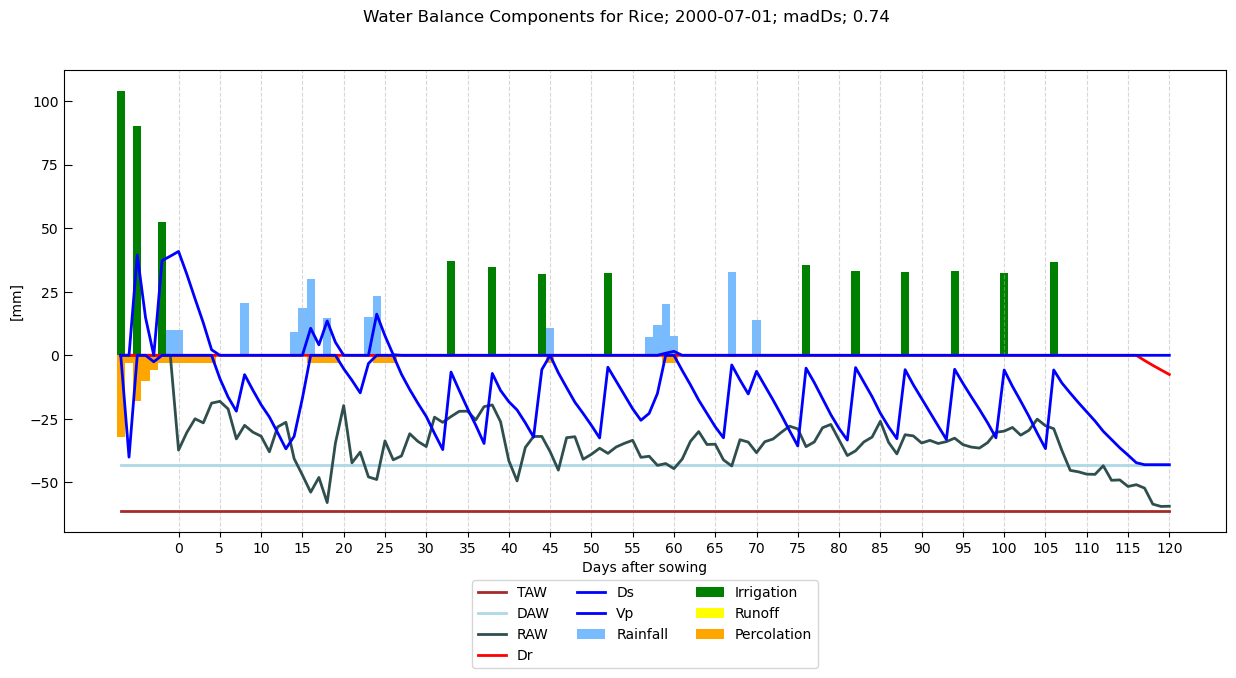 Water Balance Components for Rice; 2000-07-01; madDs; 0.74
100
75
50
25
0
−25
−50
[mm]
0 5 10 15 20 25 30 35 40 45 50 55 60 65 70 75 80 85 90 95 100 105 110 115 120
Days after sowing
TAW Ds Irrigation
DAW Vp Runoff
RAW Rainfall Percolation
Dr